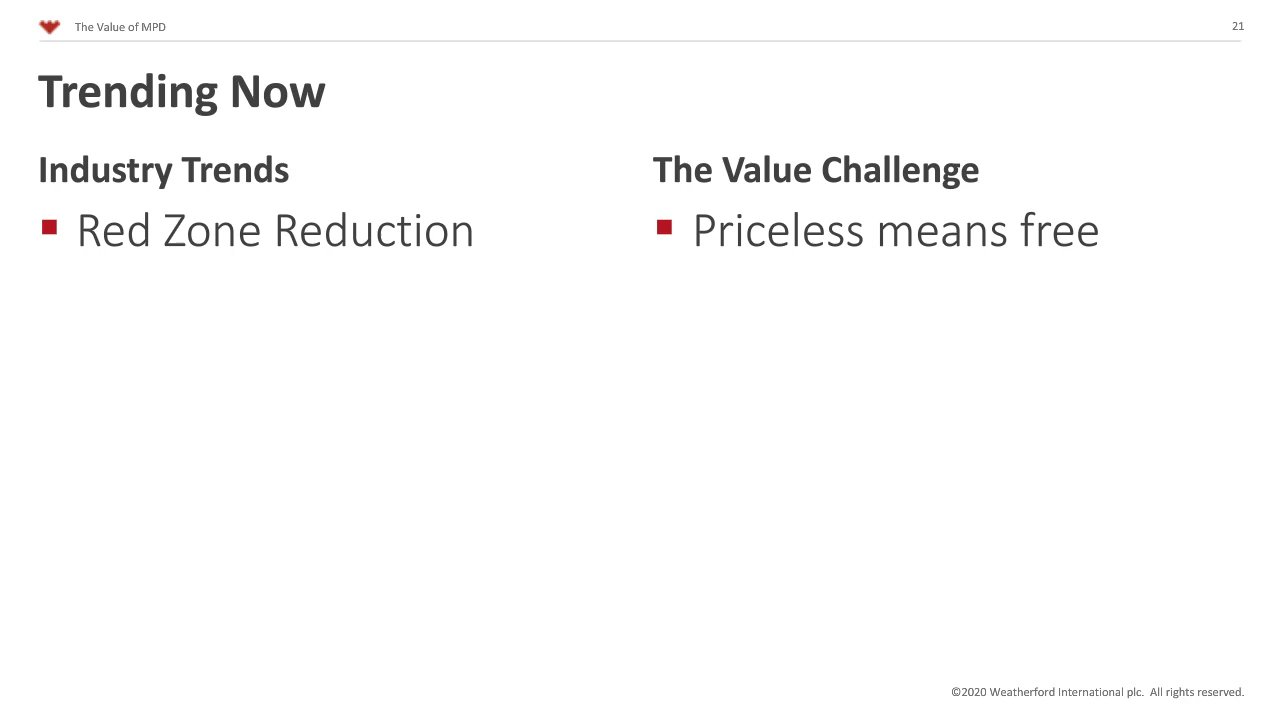 The Value of MPD
21
Trending Now
Industry Trends
Red Zone Reduction
The Value Challenge
Priceless means free
©2020 Weatherford International plc. All rights reserved.